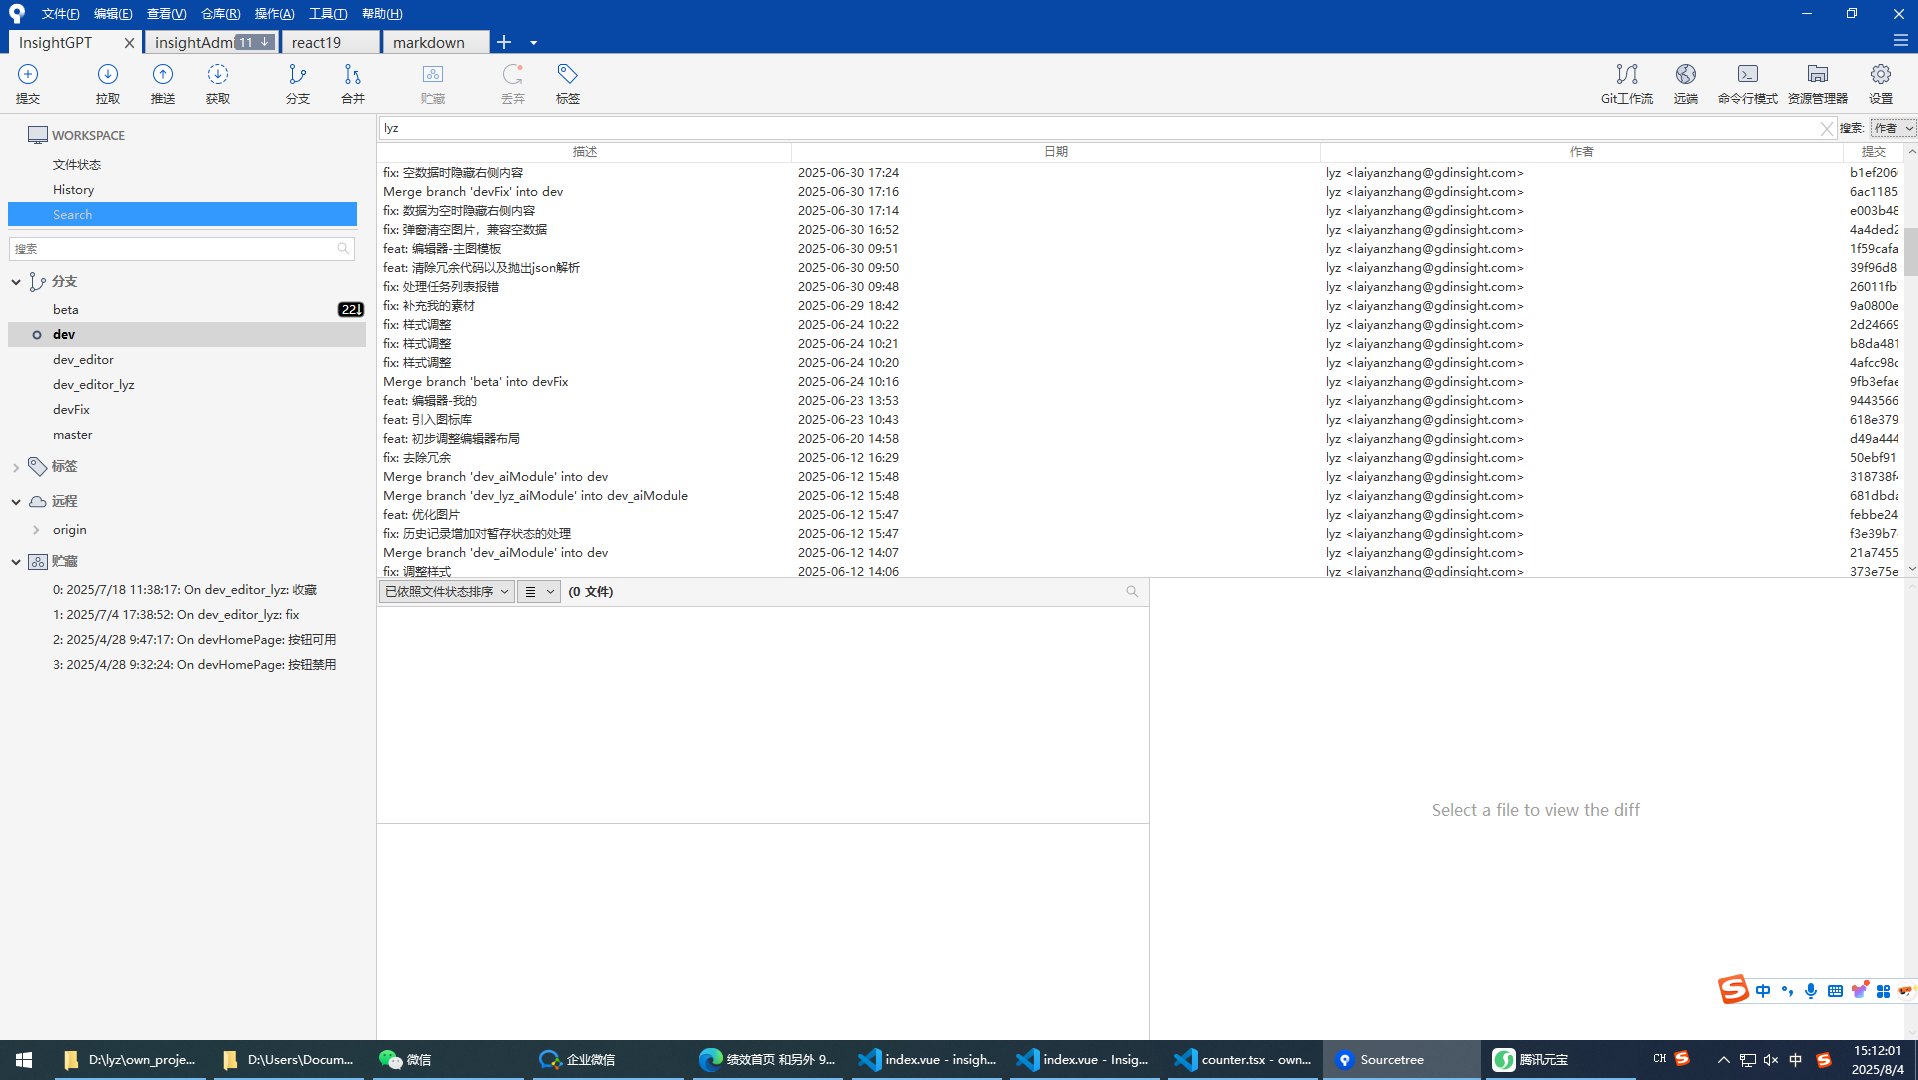 文件(F) 编辑(E) 查看(V) 仓库(R) 操作(A) 工具(T) 帮助(H)
InsightGPT insightAdmi 11 react19 markdown
提交 拉取 推送 获取 分支 合并 贮藏 丢弃 标签 Git工作流 远端 命令行模式 资源管理器 设置
WORKSPACE
文件状态
History
Search
搜索
分支
beta 22
dev
dev_editor
dev_editor_lyz
devFix
master
标签
远程
origin
贮藏
0: 2025/7/18 11:38:17: On dev_editor_lyz: 收藏
1: 2025/7/4 17:38:52: On dev_editor_lyz: fix
2: 2025/4/28 9:47:17: On devHomePage: 按钮可用
3: 2025/4/28 9:32:24: On devHomePage: 按钮禁用
lyz 搜索: 作者
描述 日期 作者 提交
fix: 空数据时隐藏右侧内容 2025-06-30 17:24 lyz <laiyanzhang@gdinsight.com> b1ef206
Merge branch 'devFix' into dev 2025-06-30 17:16 lyz <laiyanzhang@gdinsight.com> 6ac1185
fix: 数据为空时隐藏右侧内容 2025-06-30 17:14 lyz <laiyanzhang@gdinsight.com> e003b48
fix: 弹窗清空图片，兼容空数据 2025-06-30 16:52 lyz <laiyanzhang@gdinsight.com> 4a4ded2
feat: 编辑器-主图模板 2025-06-30 09:51 lyz <laiyanzhang@gdinsight.com> 1f59cafa
feat: 清除冗余代码以及抛出json解析 2025-06-30 09:50 lyz <laiyanzhang@gdinsight.com> 39f96d8
fix: 处理任务列表报错 2025-06-30 09:48 lyz <laiyanzhang@gdinsight.com> 26011fb
fix: 补充我的素材 2025-06-29 18:42 lyz <laiyanzhang@gdinsight.com> 9a0800e
fix: 样式调整 2025-06-24 10:22 lyz <laiyanzhang@gdinsight.com> 2d24669
fix: 样式调整 2025-06-24 10:21 lyz <laiyanzhang@gdinsight.com> b8da481
fix: 样式调整 2025-06-24 10:20 lyz <laiyanzhang@gdinsight.com> 4afcc98
Merge branch 'beta' into devFix 2025-06-24 10:16 lyz <laiyanzhang@gdinsight.com> 9fb3efae
feat: 编辑器-我的 2025-06-23 13:53 lyz <laiyanzhang@gdinsight.com> 9443566
feat: 引入图标库 2025-06-23 10:43 lyz <laiyanzhang@gdinsight.com> 618e379
feat: 初步调整编辑器布局 2025-06-20 14:58 lyz <laiyanzhang@gdinsight.com> d49a444
fix: 去除冗余 2025-06-12 16:29 lyz <laiyanzhang@gdinsight.com> 50ebf91
Merge branch 'dev_aiModule' into dev 2025-06-12 15:48 lyz <laiyanzhang@gdinsight.com> 318738f
Merge branch 'dev_lyz_aiModule' into dev_aiModule 2025-06-12 15:48 lyz <laiyanzhang@gdinsight.com> 681dbda
feat: 优化图片 2025-06-12 15:47 lyz <laiyanzhang@gdinsight.com> febbe24
fix: 历史记录增加对暂存状态的处理 2025-06-12 15:47 lyz <laiyanzhang@gdinsight.com> f3e39b7
Merge branch 'dev_aiModule' into dev 2025-06-12 14:07 lyz <laiyanzhang@gdinsight.com> 21a7455
fix: 调整样式 2025-06-12 14:06 lyz <laiyanzhang@gdinsight.com> 373e75e
已依照文件状态排序 (0 文件)
Select a file to view the diff
中
D:\lyz\own_proje... D:\Users\Docum... 微信 企业微信 绩效首页 和另外 9... index.vue - insigh... index.vue - Insig... counter.tsx - own... Sourcetree 腾讯元宝 CH 中 15:12:01
2025/8/4